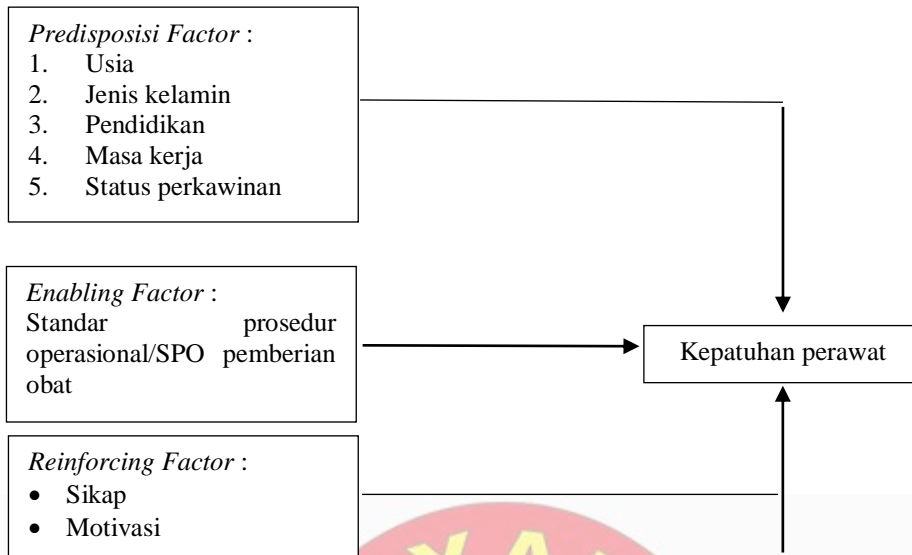 Predisposisi Factor :
1. Usia
2. Jenis kelamin
3. Pendidikan
4. Masa kerja
5. Status perkawinan
Enabling Factor :
Standar prosedur
operasional/SPO pemberian
obat
Kepatuhan perawat
Reinforcing Factor :
• Sikap
• Motivasi